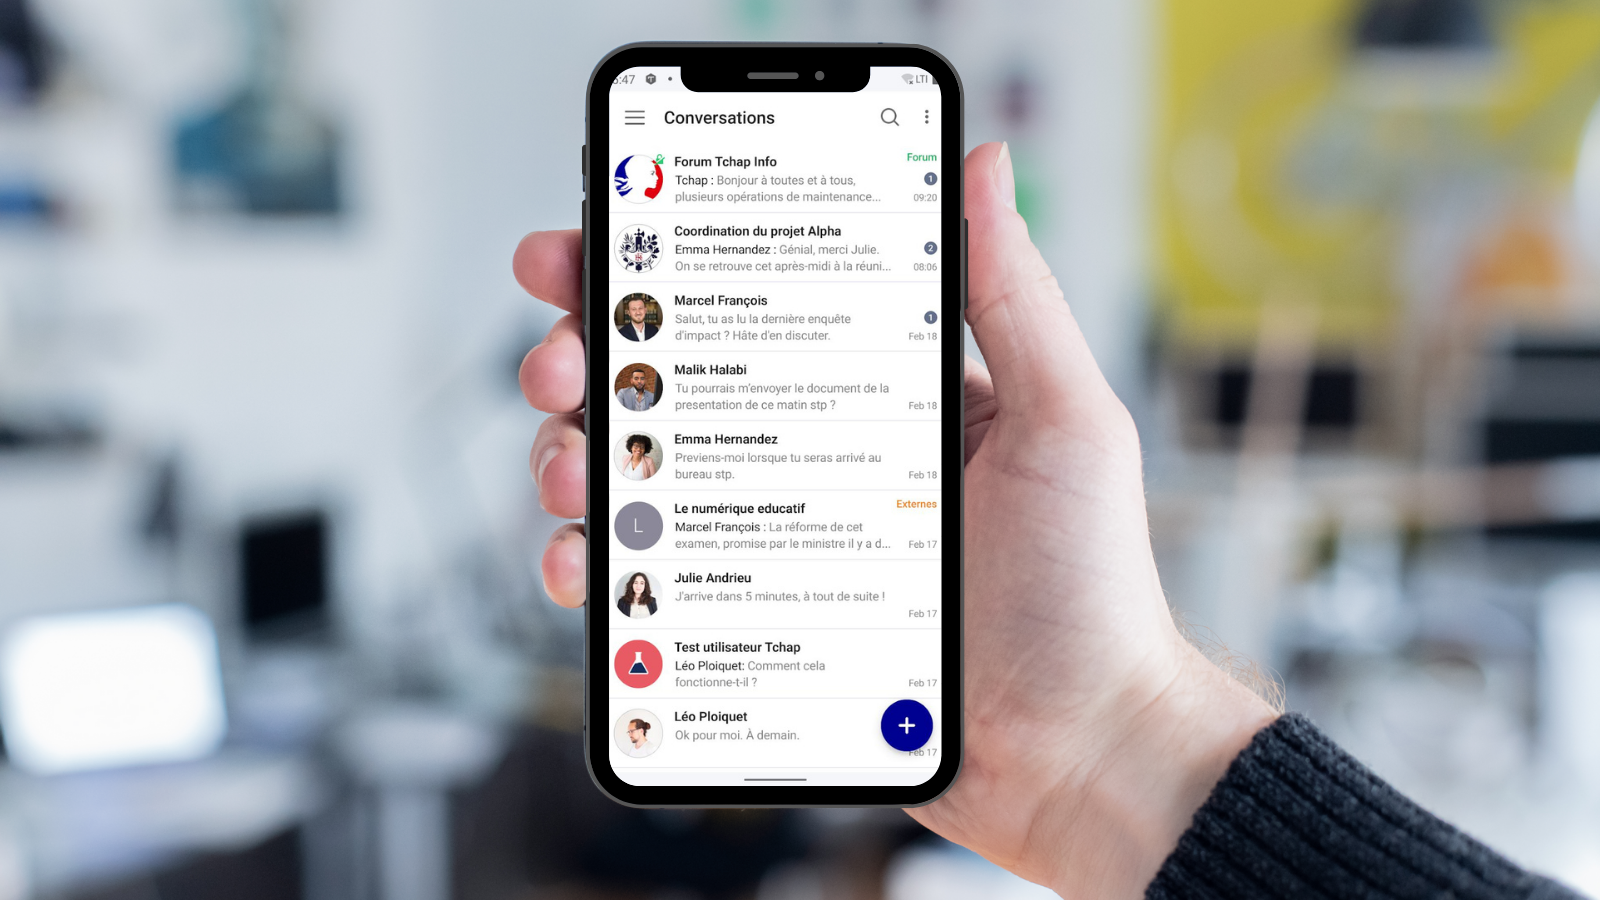 5:47
LTI
Conversations
Forum Tchap Info
Forum
Tchap : Bonjour à toutes et à tous,
1
plusieurs opérations de maintenance...
09:20
Coordination du projet Alpha
Emma Hernandez : Génial, merci Julie.
2
On se retrouve cet après-midi à la réuni...
08:06
Marcel François
Salut, tu as lu la dernière enquête
1
d'impact ? Hâte d'en discuter.
Feb 18
Malik Halabi
Tu pourrais m'envoyer le document de la
presentation de ce matin stp ?
Feb 18
Emma Hernandez
Previens-moi lorsque tu seras arrivé au
bureau stp.
Feb 18
Le numérique educatif
Externes
L
Marcel François : La réforme de cet
examen, promise par le ministre il y a d...
Feb 17
Julie Andrieu
J'arrive dans 5 minutes, à tout de suite !
Feb 17
Test utilisateur Tchap
Léo Ploiquet: Comment cela
fonctionne-t-il ?
Feb 17
Léo Ploiquet
Ok pour moi. À demain.
Feb 17